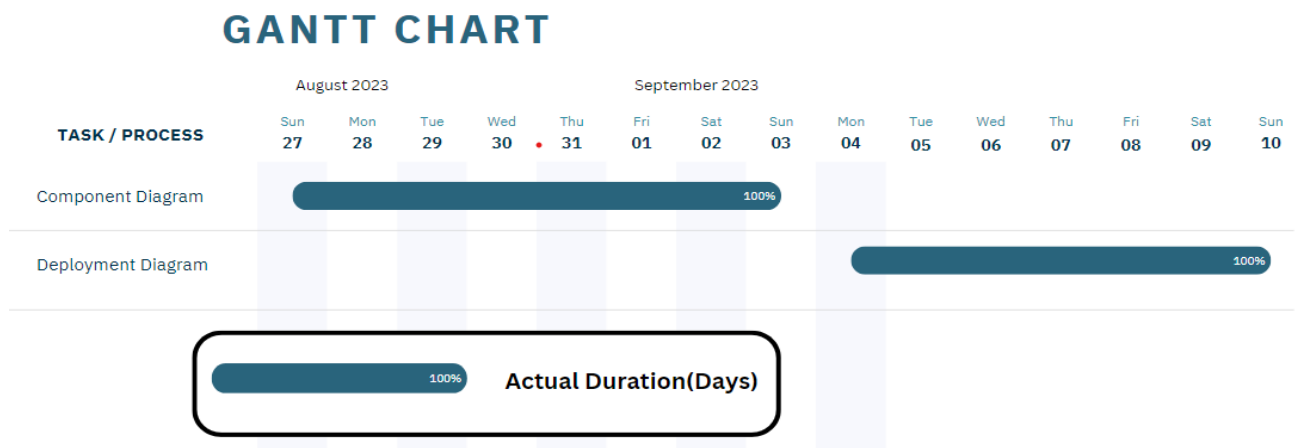 GANTT CHART
August 2023 September 2023
Sun Mon Tue Wed Thu Fri Sat Sun Mon Tue Wed Thu Fri Sat Sun
TASK / PROCESS 27 28 29 30 31 01 02 03 04 05 06 07 08 09 10
Component Diagram 100%
Deployment Diagram 100%
100% Actual Duration(Days)